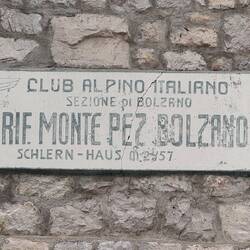 CLUB ALPINO ITALIANO
SEZIONE DI BOLZANO
RIF MONTE PEZ BOLZANO
SCHLERN-HAUS M. 2457